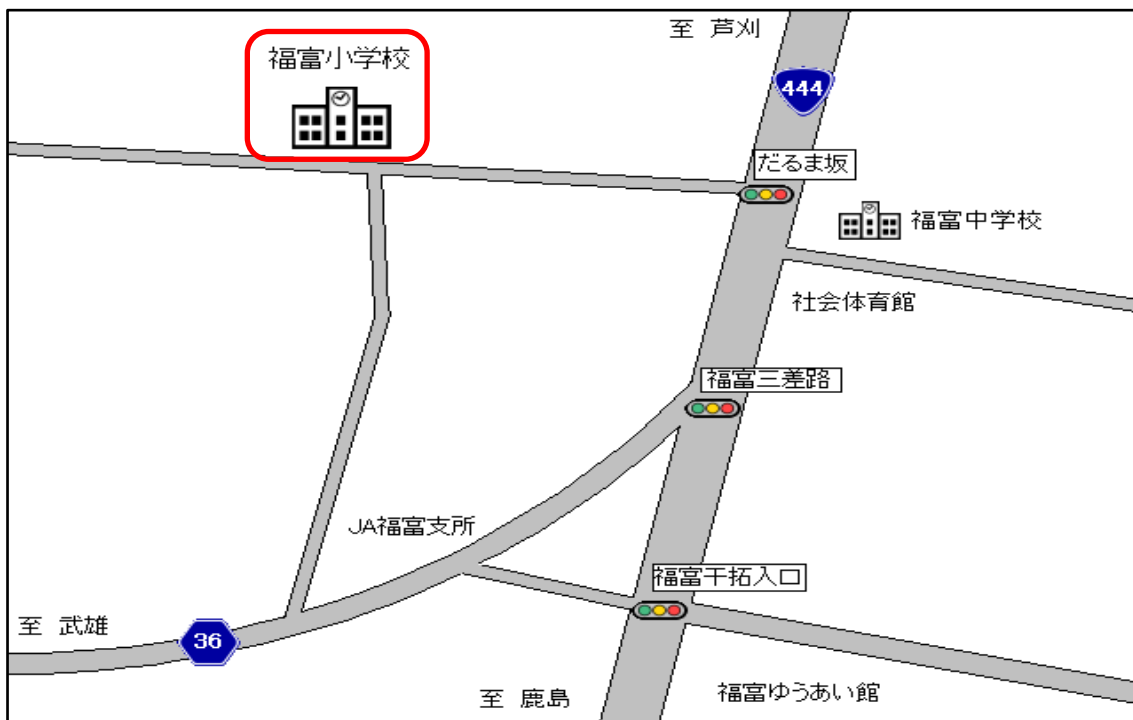 至 芦刈
福富小学校
444
だるま坂
福富中学校
社会体育館
福富三差路
JA福富支所
福富干拓入口
至 武雄
36
至 鹿島
福富ゆうあい館